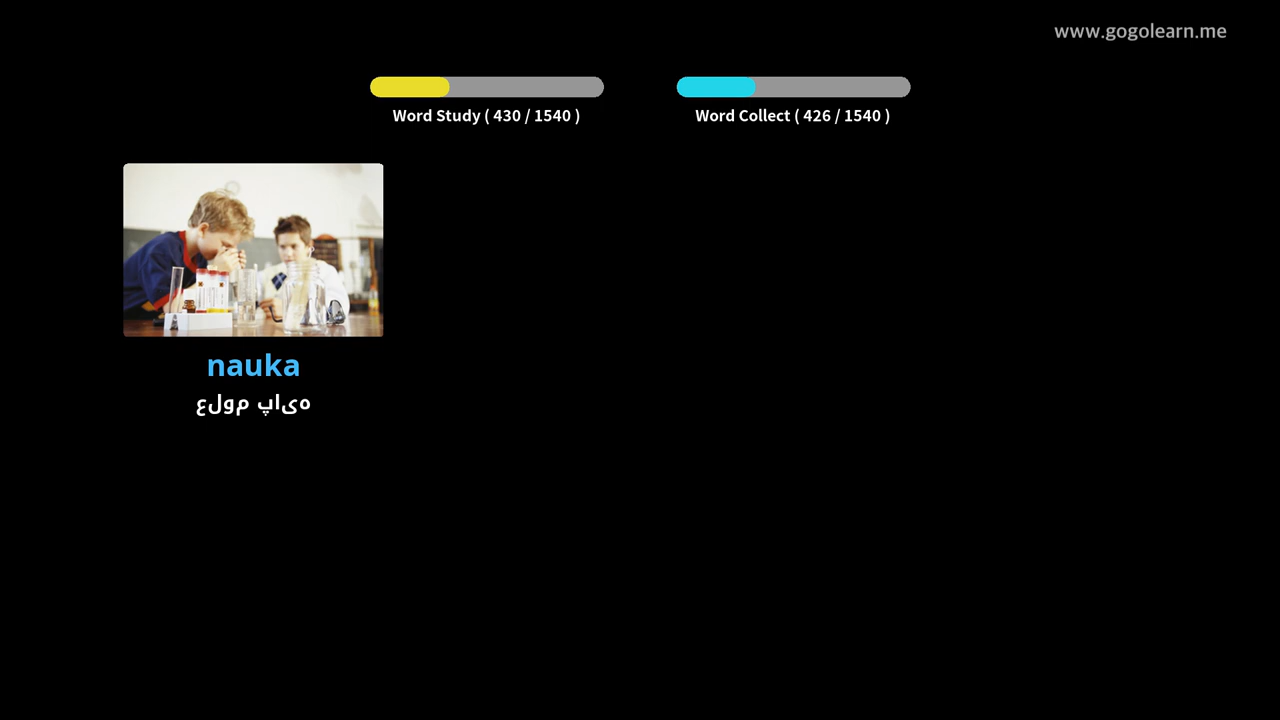 www.gogolearn.me
Word Study ( 430 / 1540 )
Word Collect ( 426 / 1540 )
nauka
علوم پایه